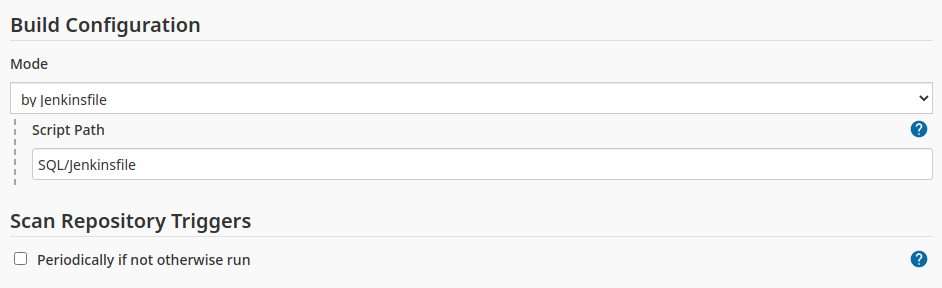 Build Configuration
Mode
by Jenkinsfile
Script Path
?
SQL/Jenkinsfile
Scan Repository Triggers
Periodically if not otherwise run
?